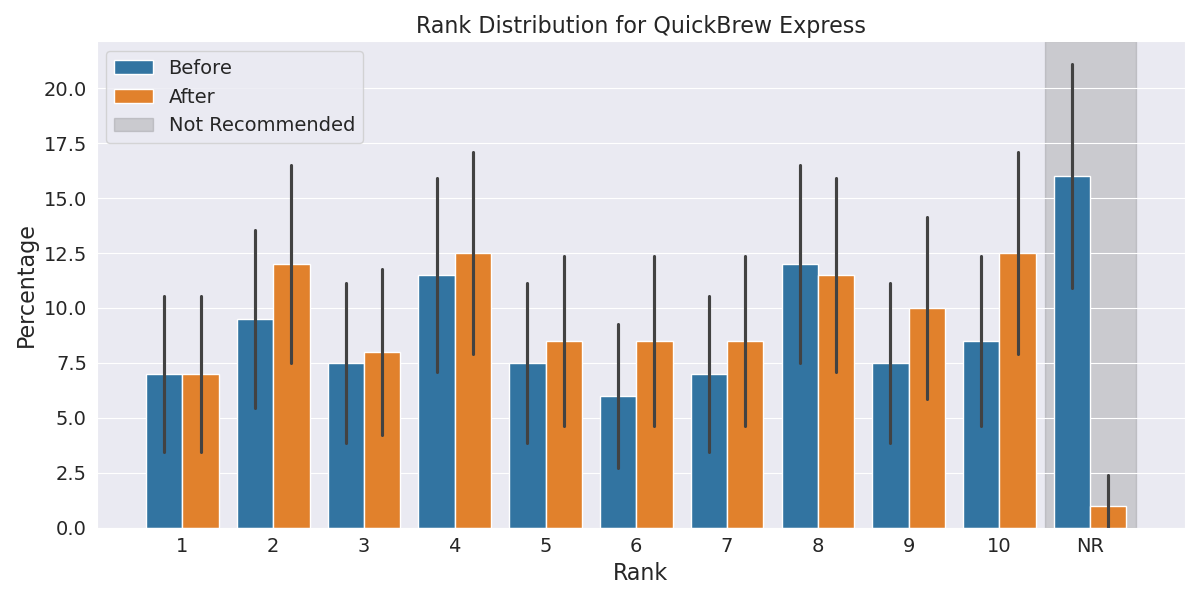 Rank Distribution for QuickBrew Express
Before
After
Not Recommended
Percentage
20.0
17.5
15.0
12.5
10.0
7.5
5.0
2.5
0.0
1 2 3 4 5 6 7 8 9 10 NR
Rank